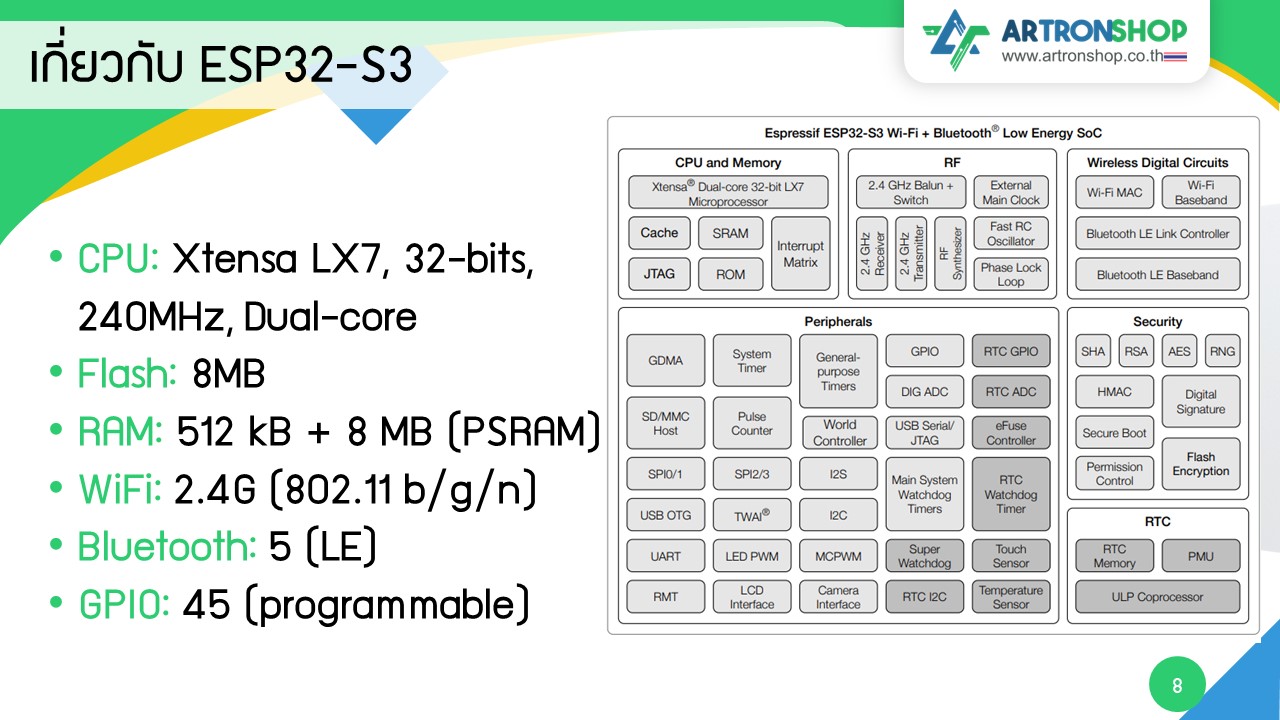 เกี่ยวกับ ESP32-S3
ARTRONSHOP
www.artronshop.co.th
• CPU: Xtensa LX7, 32-bits,
240MHz, Dual-core
• Flash: 8MB
• RAM: 512 kB + 8 MB (PSRAM)
• WiFi: 2.4G (802.11 b/g/n)
• Bluetooth: 5 (LE)
• GPIO: 45 (programmable)
Espressif ESP32-S3 Wi-Fi + Bluetooth® Low Energy SoC
CPU and Memory
Xtensa® Dual-core 32-bit LX7
Microprocessor
Cache
SRAM
Interrupt
Matrix
JTAG
ROM
RF
2.4 GHz Balun +
Switch
External
Main Clock
2.4 GHz
Receiver
2.4 GHz
Transmitter
RF
Synthesizer
Fast RC
Oscillator
Phase Lock
Loop
Wireless Digital Circuits
Wi-Fi MAC
Wi-Fi
Baseband
Bluetooth LE Link Controller
Bluetooth LE Baseband
Peripherals
GDMA
System
Timer
General-
purpose
Timers
GPIO
RTC GPIO
DIG ADC
RTC ADC
SD/MMC
Host
Pulse
Counter
World
Controller
USB Serial/
JTAG
eFuse
Controller
SPI0/1
SPI2/3
I2S
Main System
Watchdog
Timers
RTC
Watchdog
Timer
USB OTG
TWAI®
I2C
UART
LED PWM
MCPWM
Super
Watchdog
Touch
Sensor
RMT
LCD
Interface
Camera
Interface
RTC I2C
Temperature
Sensor
Security
SHA
RSA
AES
RNG
HMAC
Digital
Signature
Secure Boot
Flash
Encryption
Permission
Control
RTC
RTC
Memory
PMU
ULP Coprocessor
8